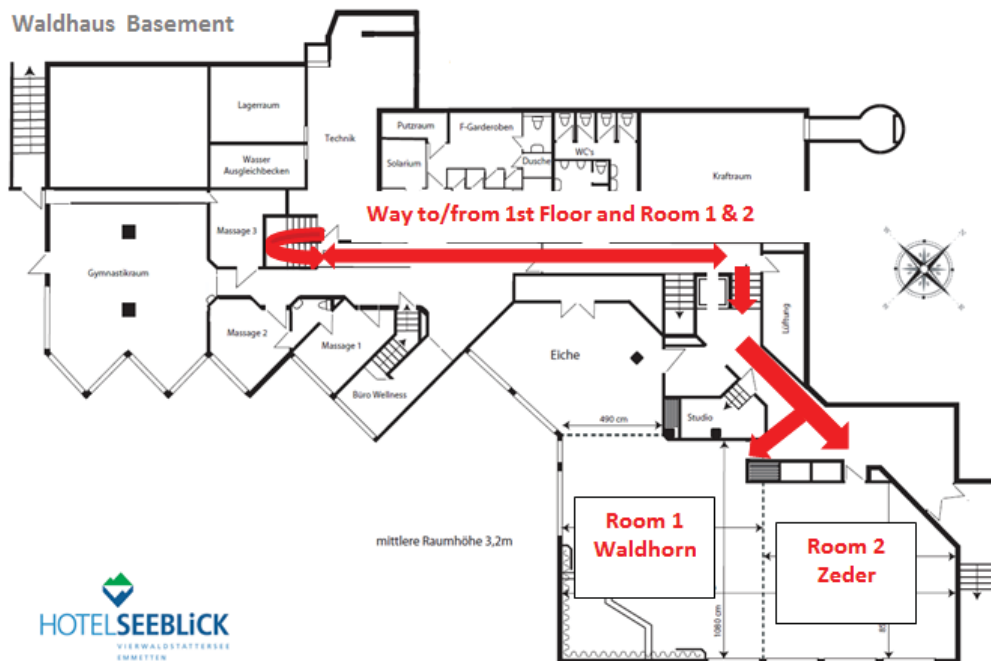 Waldhaus Basement
Lagerraum
Wasser
Ausgleichbecken
Technik
Putzraum
F-Garderoben
Solarium
Dusche
WC's
Kraftraum
Way to/from 1st Floor and Room 1 & 2
Massage 3
Gymnastikraum
Massage 2
Massage 1
Büro Wellness
Eiche
Lüftung
490 cm
Studio
Room 1
Waldhorn
Room 2
Zeder
mittlere Raumhöhe 3,2m
1080 cm
HOTELSEEBLiCK
VIERWALDSTÄTTERSEE
EMMETTEN